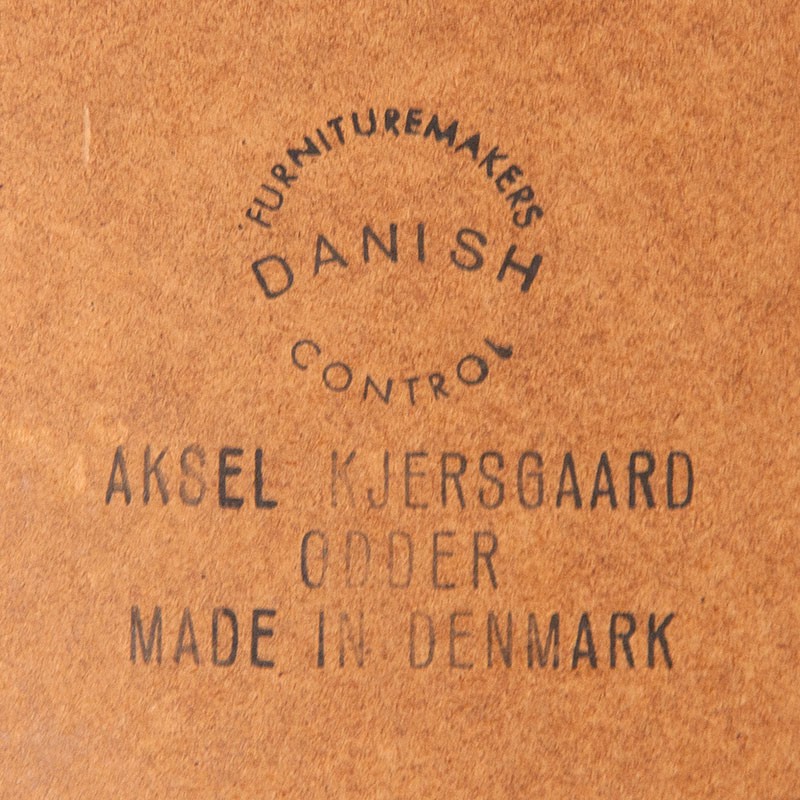 FURNITUREMAKERS
DANISH
CONTROL
AKSEL KJERSGAARD
ODDER
MADE IN DENMARK